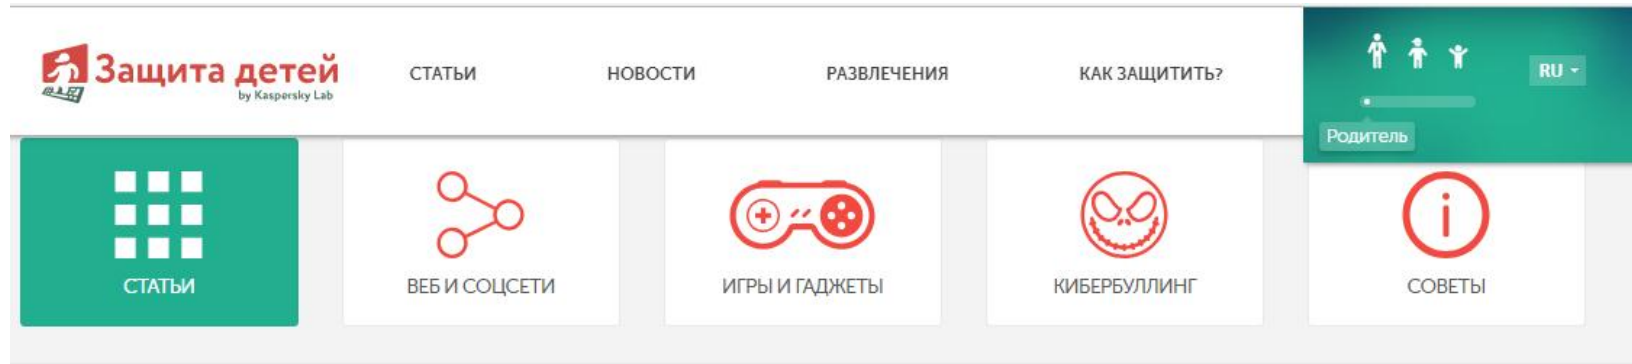 Защита детей
by Kaspersky Lab
СТАТЬИ
НОВОСТИ
РАЗВЛЕЧЕНИЯ
КАК ЗАЩИТИТЬ?
RU
Родитель
СТАТЬИ
ВЕБ И СОЦСЕТИ
ИГРЫ И ГАДЖЕТЫ
КИБЕРБУЛЛИНГ
СОВЕТЫ